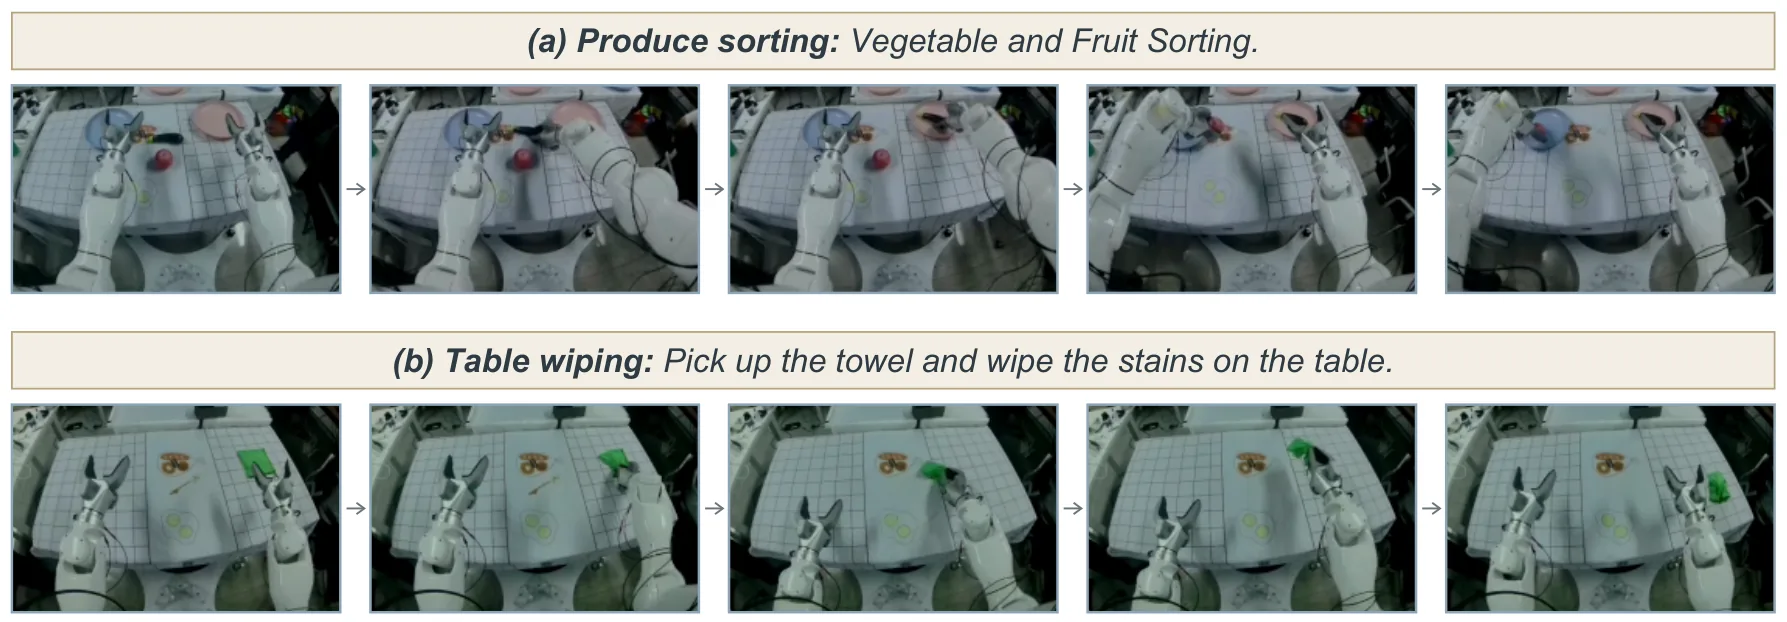 (a) Produce sorting: Vegetable and Fruit Sorting.
(b) Table wiping: Pick up the towel and wipe the stains on the table.